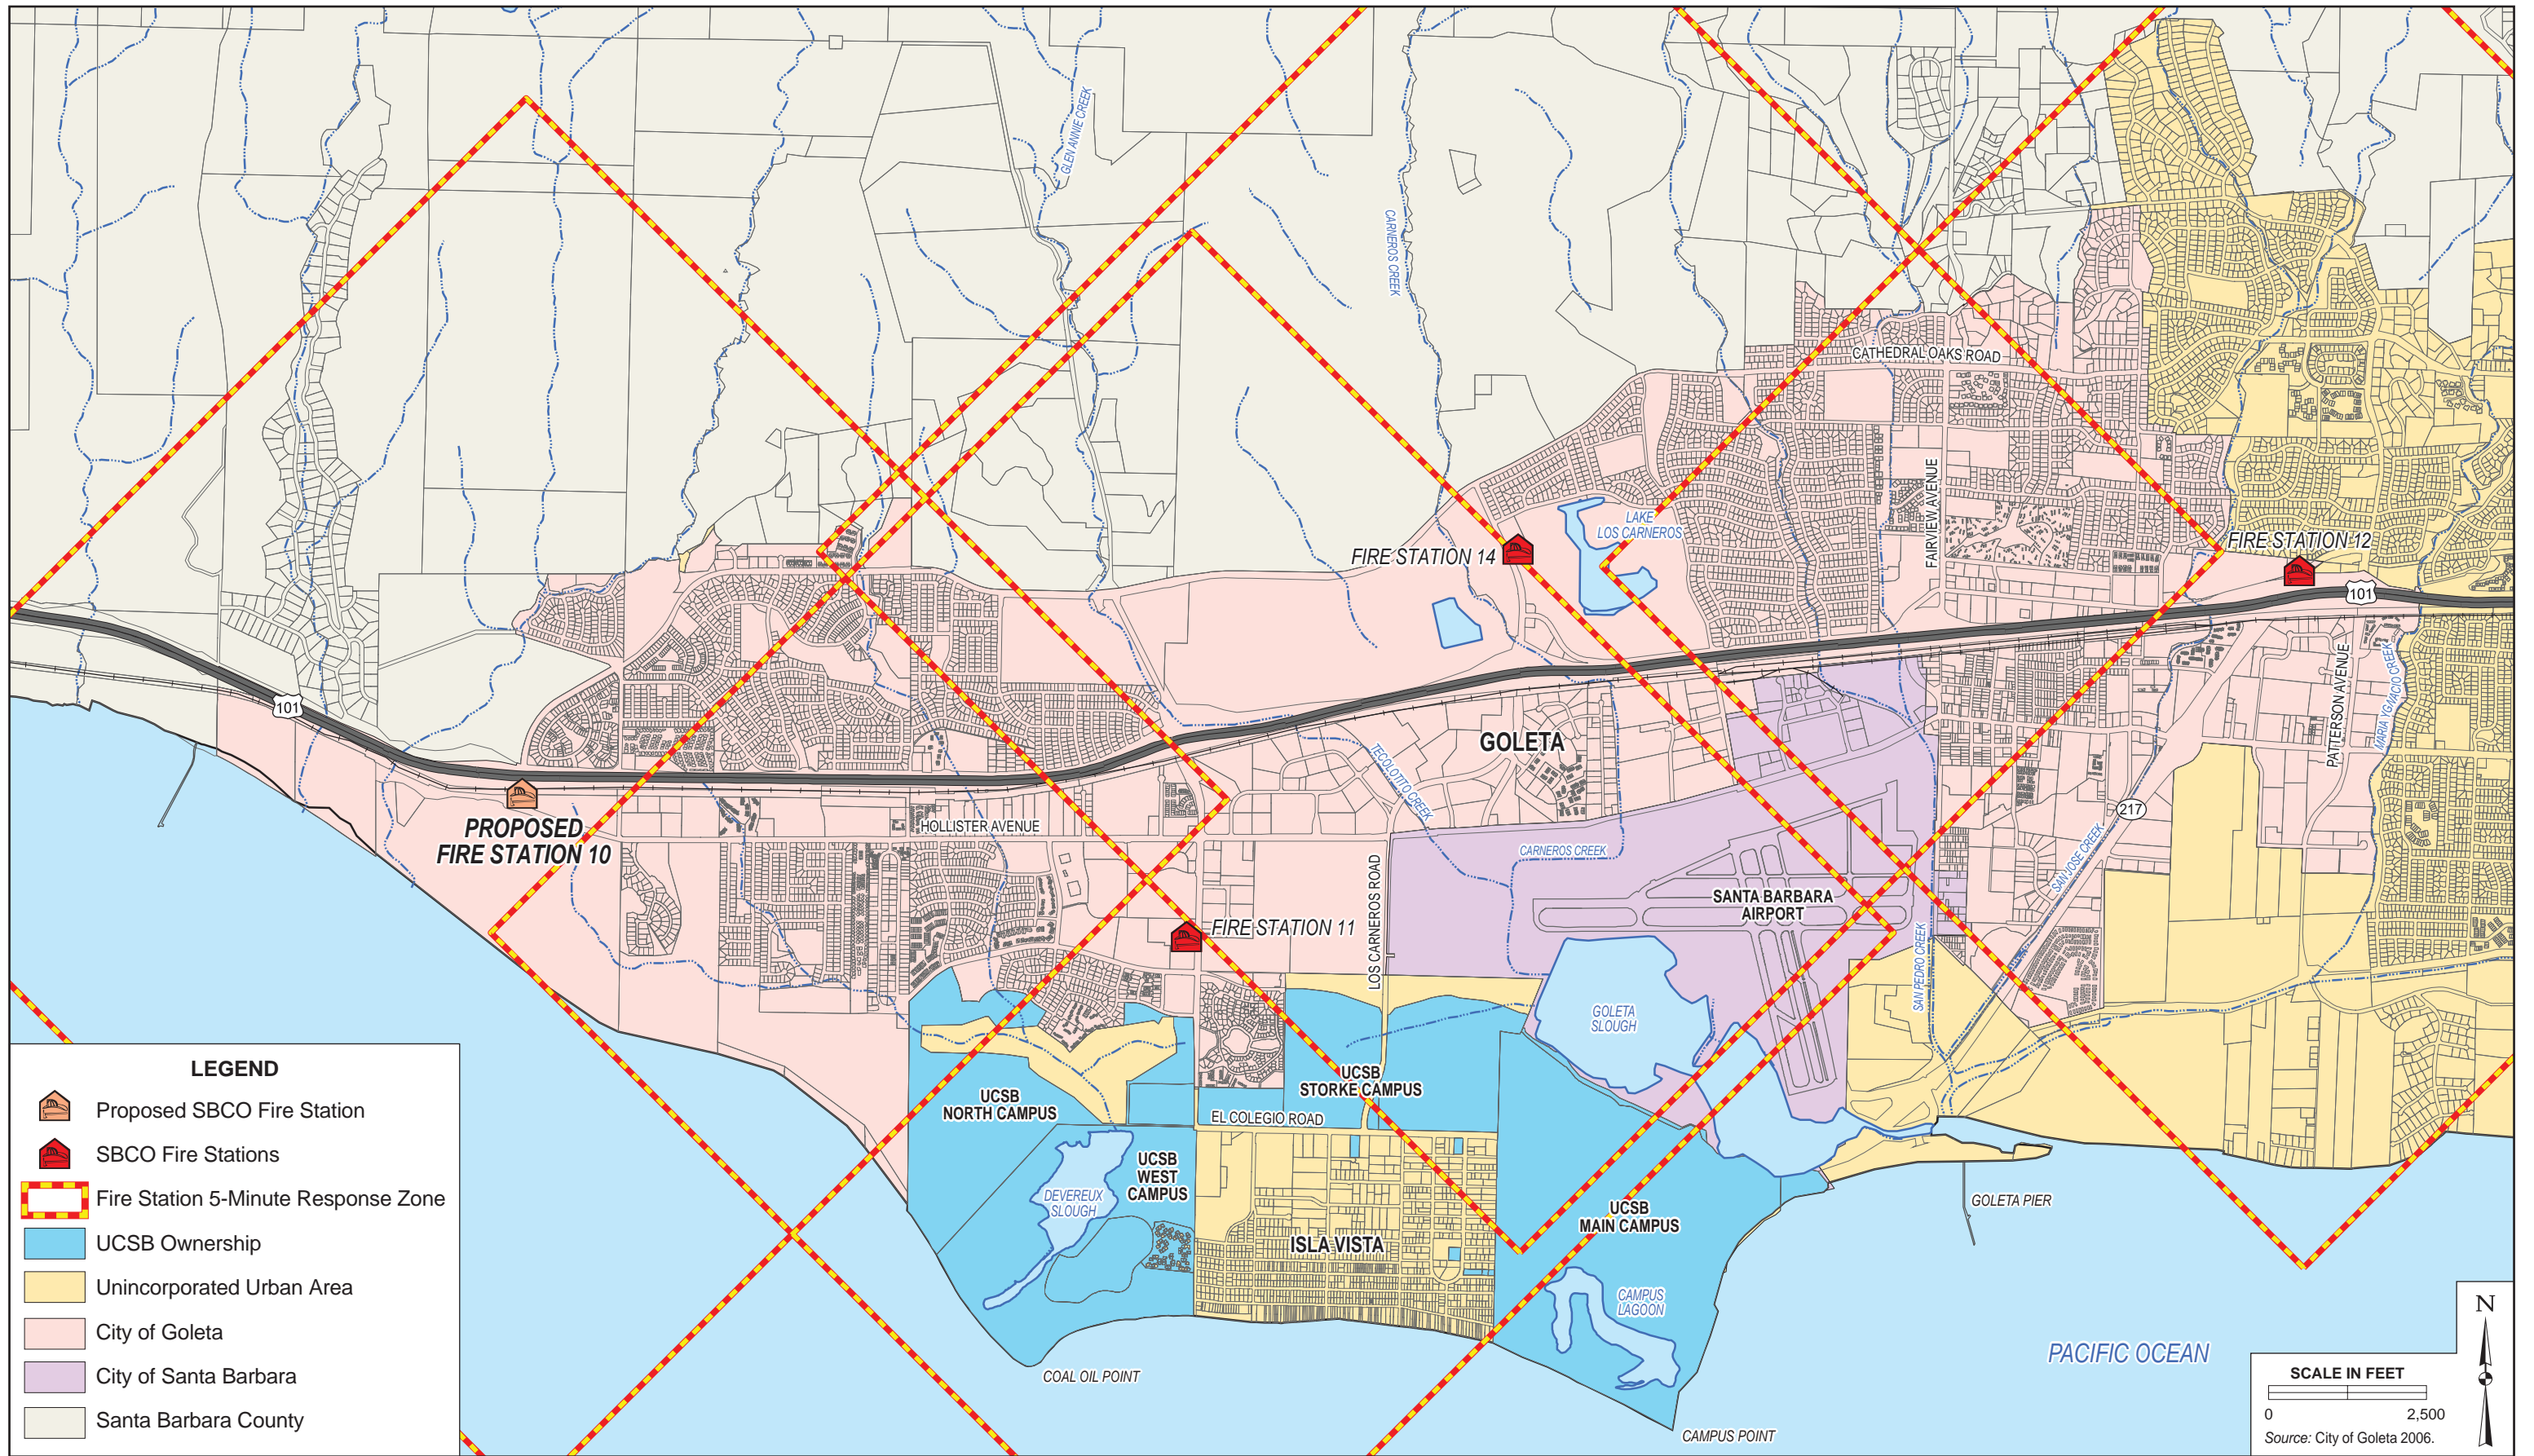 GLEN ANNIE CREEK
CARNEROS CREEK
CATHEDRAL OAKS ROAD
FAIRVIEW AVENUE
LAKE
LOS CARNEROS
FIRE STATION 14
FIRE STATION 12
101
PATTERSON AVENUE
MARIA YGNACIO CREEK
101
GOLETA
TECOLOTITO CREEK
PROPOSED
FIRE STATION 10
HOLLISTER AVENUE
217
CARNEROS CREEK
SAN JOSE CREEK
LOS CARNEROS ROAD
SANTA BARBARA
AIRPORT
FIRE STATION 11
SAN PEDRO CREEK
GOLETA
SLOUGH
UCSB
NORTH CAMPUS
UCSB
STORKE CAMPUS
EL COLEGIO ROAD
UCSB
WEST
CAMPUS
DEVEREUX
SLOUGH
ISLA VISTA
UCSB
MAIN CAMPUS
GOLETA PIER
CAMPUS
LAGOON
COAL OIL POINT
CAMPUS POINT
PACIFIC OCEAN
LEGEND
Proposed SBCO Fire Station
SBCO Fire Stations
Fire Station 5-Minute Response Zone
UCSB Ownership
Unincorporated Urban Area
City of Goleta
City of Santa Barbara
Santa Barbara County
N
SCALE IN FEET
0 2,500
Source: City of Goleta 2006.